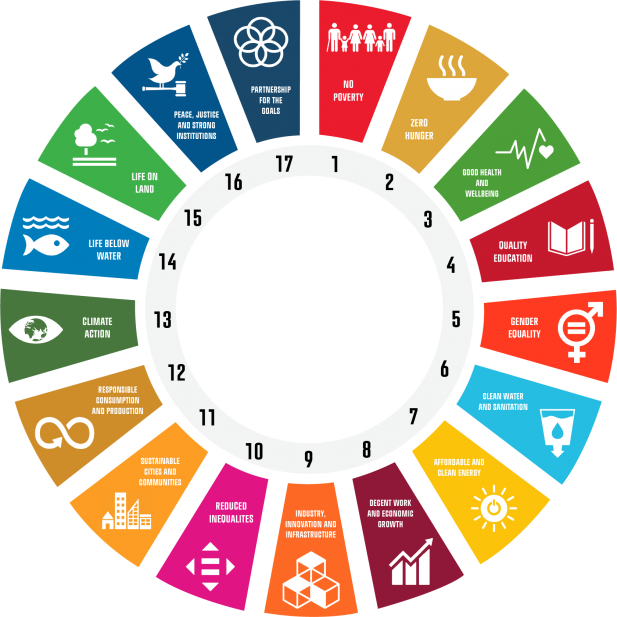 1
NO
POVERTY
2
ZERO
HUNGER
3
GOOD HEALTH
AND
WELLBEING
4
QUALITY
EDUCATION
5
GENDER
EQUALITY
6
CLEAN WATER
AND SANITATION
7
AFFORDABLE AND
CLEAN ENERGY
8
DECENT WORK
AND ECONOMIC
GROWTH
9
INDUSTRY,
INNOVATION AND
INFRASTRUCTURE
10
REDUCED
INEQUALITES
11
SUSTAINABLE
CITIES AND
COMMUNITIES
12
RESPONSIBLE
CONSUMPTION
AND PRODUCTION
13
CLIMATE
ACTION
14
LIFE BELOW
WATER
15
LIFE ON
LAND
16
PEACE, JUSTICE
AND STRONG
INSTITUTIONS
17
PARTNERSHIP
FOR THE
GOALS